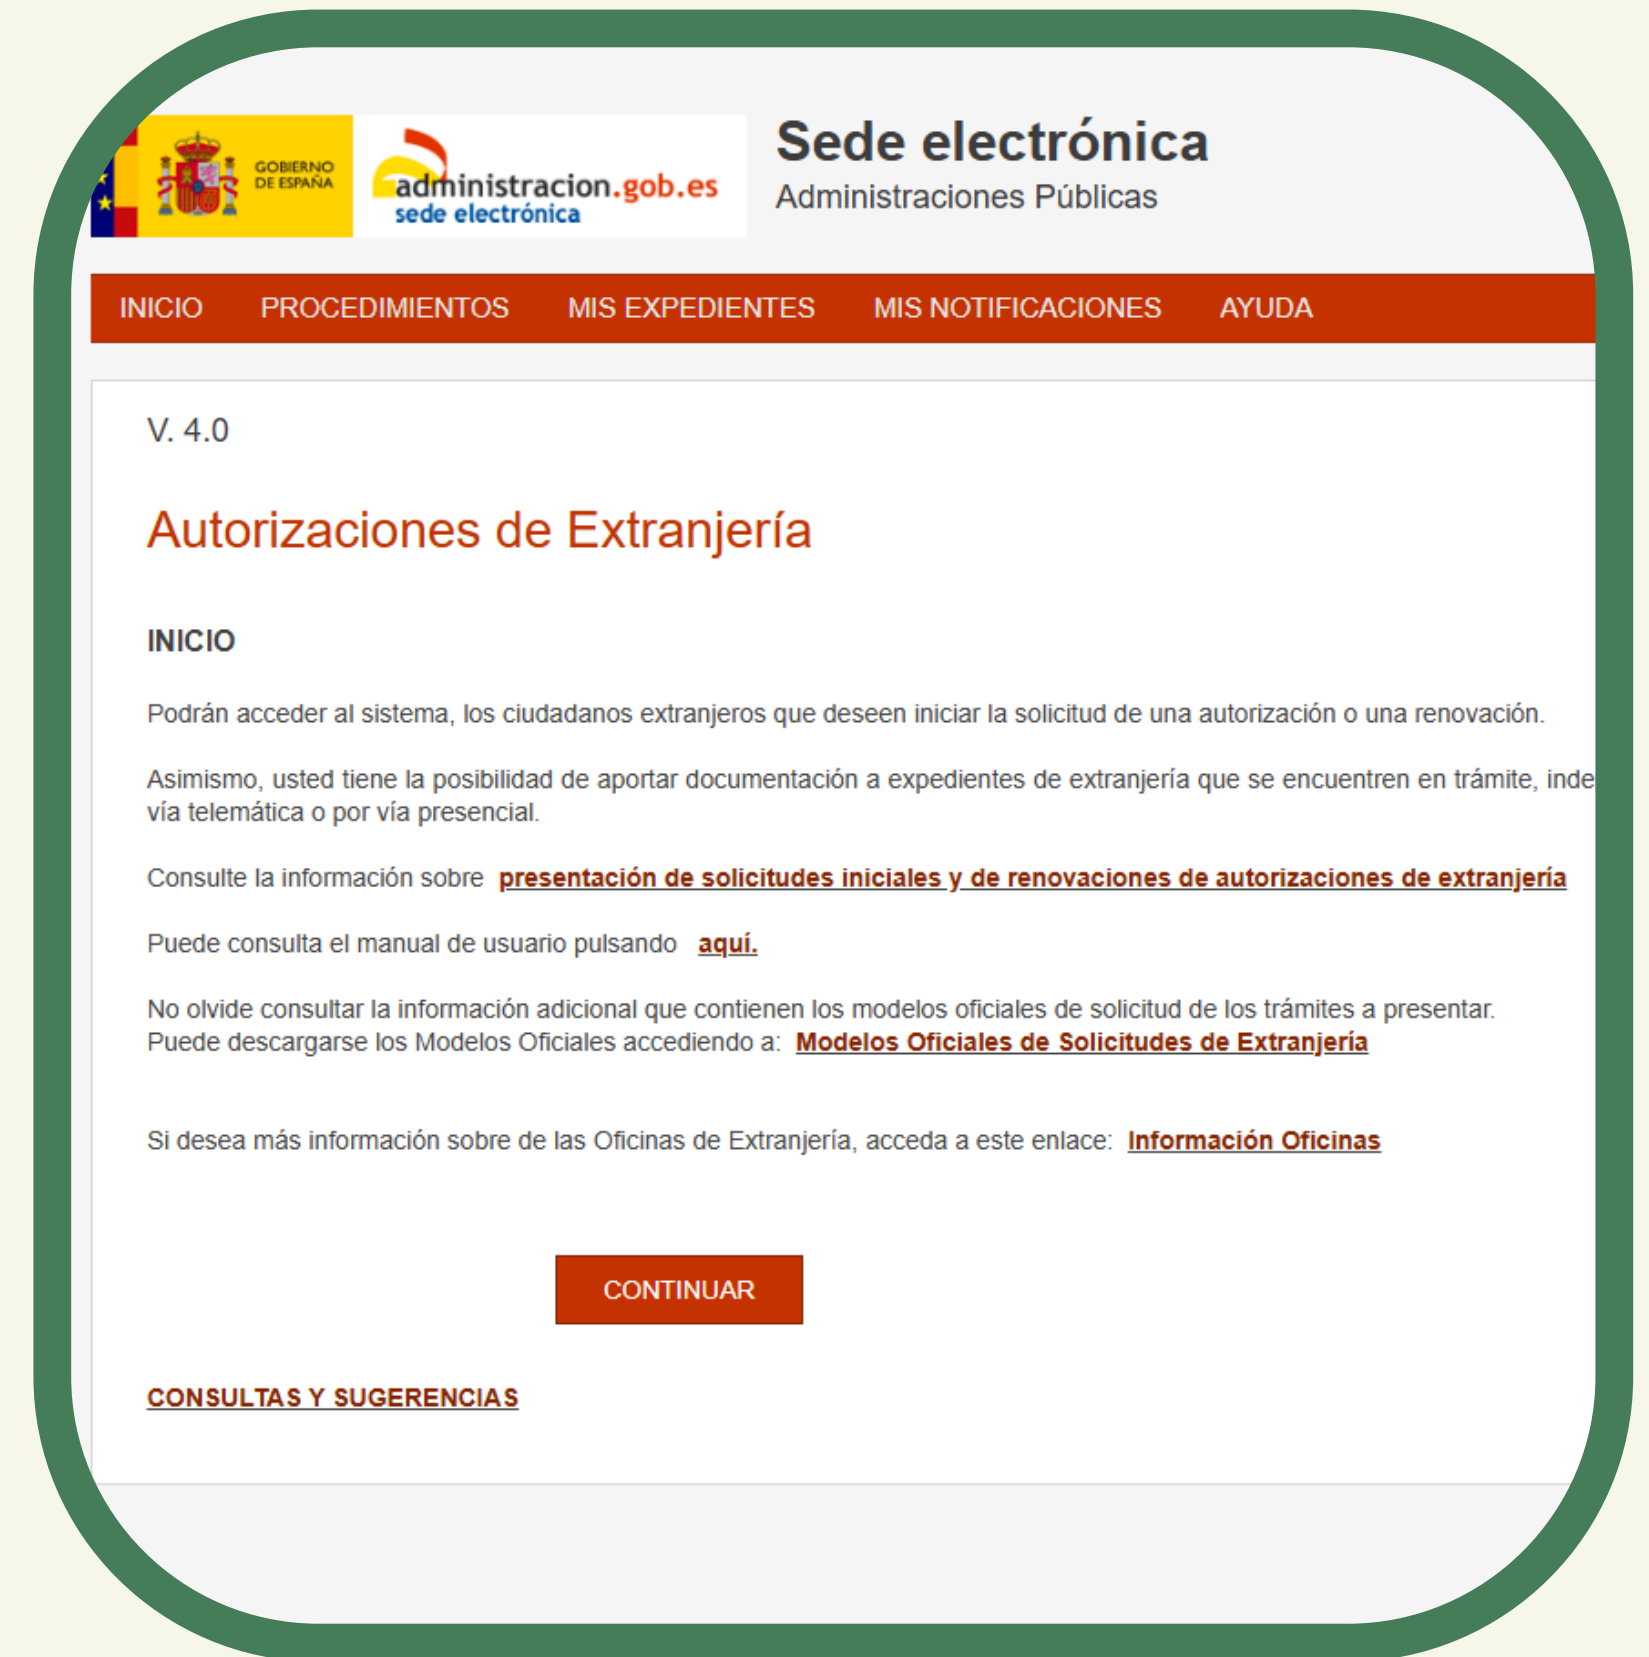 GOBIERNO
DE ESPAÑA
administracion.gob.es
sede electrónica
Sede electrónica
Administraciones Públicas
INICIO PROCEDIMIENTOS MIS EXPEDIENTES MIS NOTIFICACIONES AYUDA
V. 4.0
Autorizaciones de Extranjería
INICIO
Podrán acceder al sistema, los ciudadanos extranjeros que deseen iniciar la solicitud de una autorización o una renovación.
Asimismo, usted tiene la posibilidad de aportar documentación a expedientes de extranjería que se encuentren en trámite, inde
vía telemática o por vía presencial.
Consulte la información sobre presentación de solicitudes iniciales y de renovaciones de autorizaciones de extranjería
Puede consulta el manual de usuario pulsando aquí.
No olvide consultar la información adicional que contienen los modelos oficiales de solicitud de los trámites a presentar.
Puede descargarse los Modelos Oficiales accediendo a: Modelos Oficiales de Solicitudes de Extranjería
Si desea más información sobre de las Oficinas de Extranjería, acceda a este enlace: Información Oficinas
CONTINUAR
CONSULTAS Y SUGERENCIAS